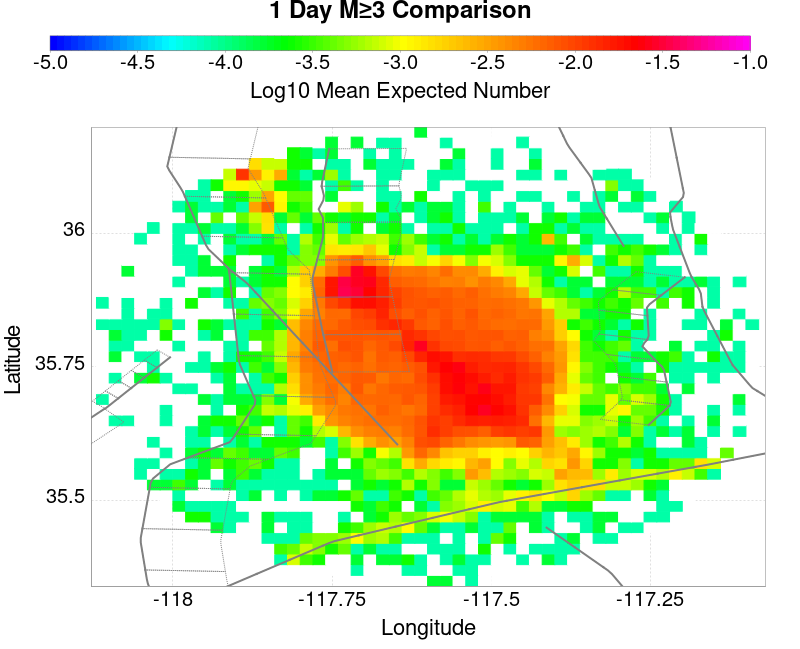 1 Day M≥3 Comparison
-5.0 -4.5 -4.0 -3.5 -3.0 -2.5 -2.0 -1.5 -1.0
Log10 Mean Expected Number
36
35.75
35.5
Latitude
-118 -117.75 -117.5 -117.25
Longitude